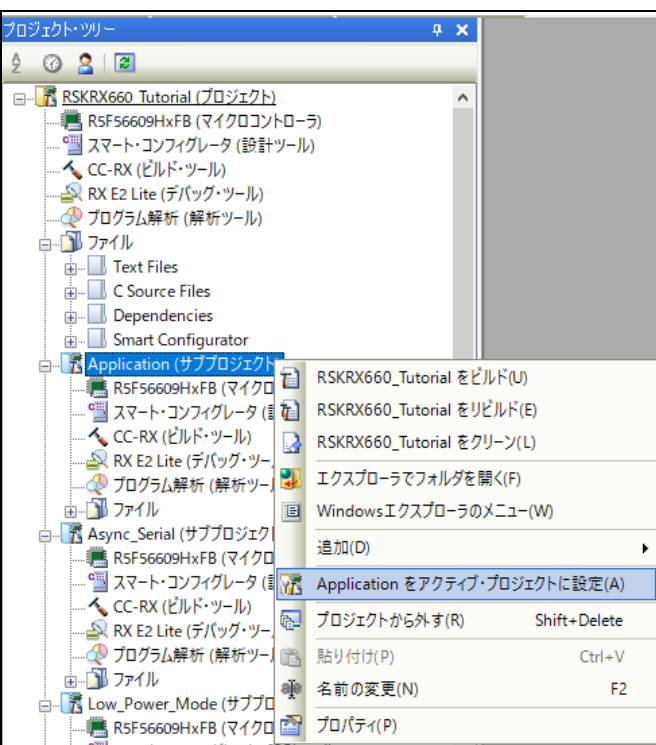 プロジェクト・ツリー
RSKRX660_Tutorial (プロジェクト)
R5F56609HxFB (マイクロコントローラ)
スマート・コンフィグレータ (設計ツール)
CC-RX (ビルド・ツール)
RX E2 Lite (デバッグ・ツール)
プログラム解析 (解析ツール)
ファイル
Text Files
C Source Files
Dependencies
Smart Configurator
Application (サブプロジェクト
R5F56609HxFB (マイクロ
スマート・コンフィグレータ (
CC-RX (ビルド・ツール)
RX E2 Lite (デバッグ・ツー
プログラム解析 (解析ツー
ファイル
Async_Serial (サブプロジェク
R5F56609HxFB (マイクロ
スマート・コンフィグレータ (
CC-RX (ビルド・ツール)
RX E2 Lite (デバッグ・ツー
プログラム解析 (解析ツー
ファイル
Low_Power_Mode (サブプロ
R5F56609HxFB (マイクロ
RSKRX660_Tutorial をビルド(U)
RSKRX660_Tutorial をリビルド(E)
RSKRX660_Tutorial をクリーン(L)
エクスプローラでフォルダを開く(F)
Windowsエクスプローラのメニュー(W)
追加(D)
Application をアクティブ・プロジェクトに設定(A)
プロジェクトから外す(R) Shift+Delete
貼り付け(P) Ctrl+V
名前の変更(N) F2
プロパティ(P)